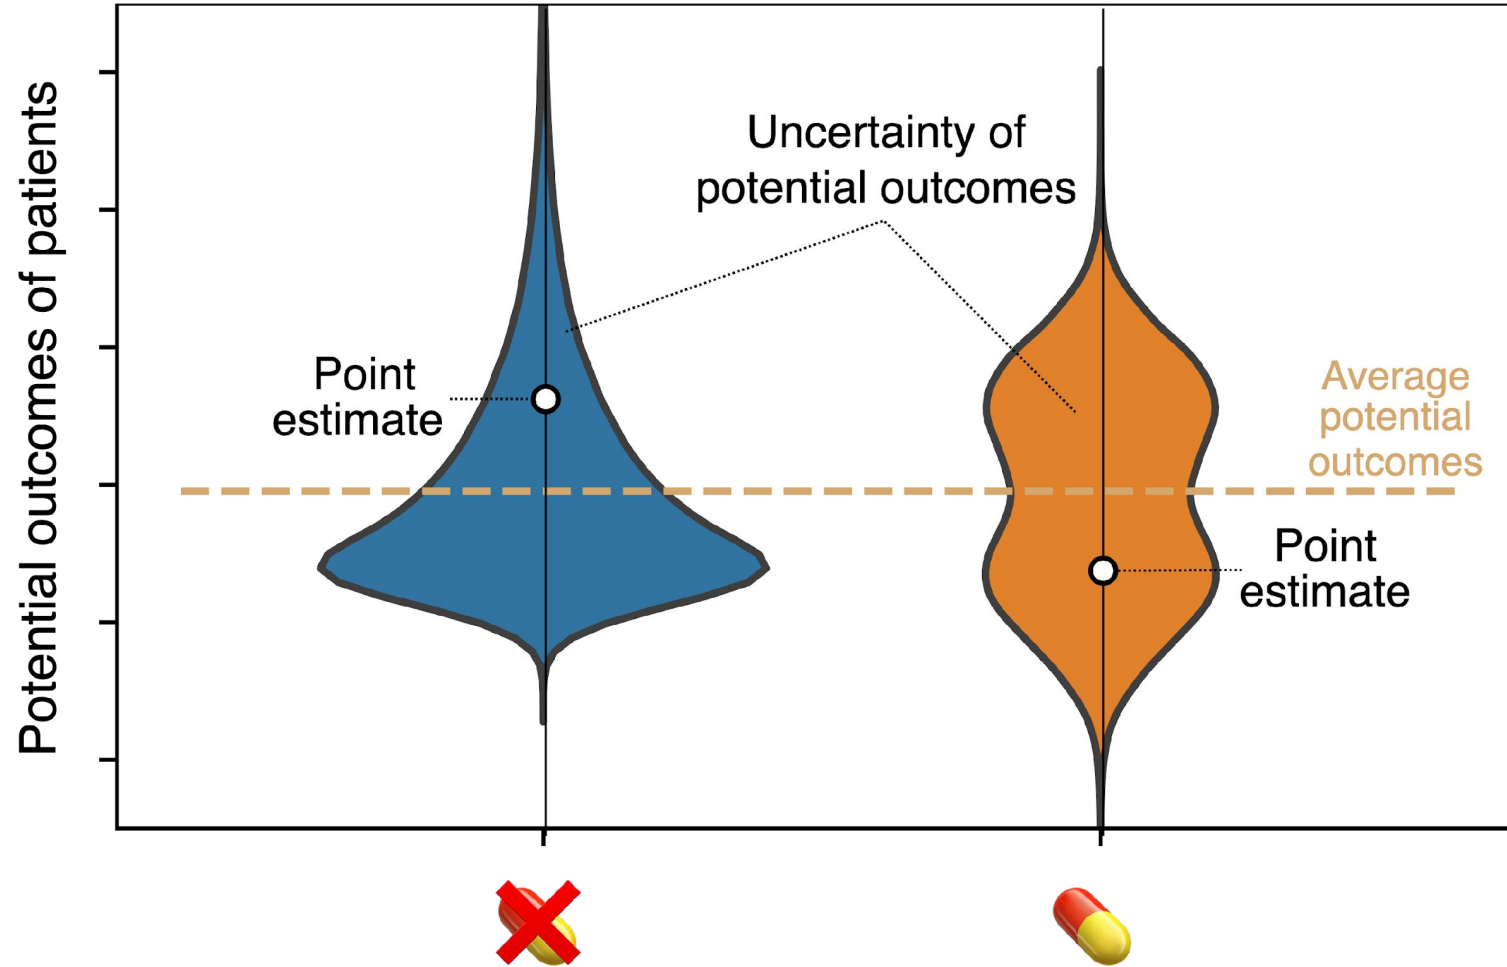 Potential outcomes of patients
Uncertainty of
potential outcomes
Point
estimate
Average
potential
outcomes
Point
estimate